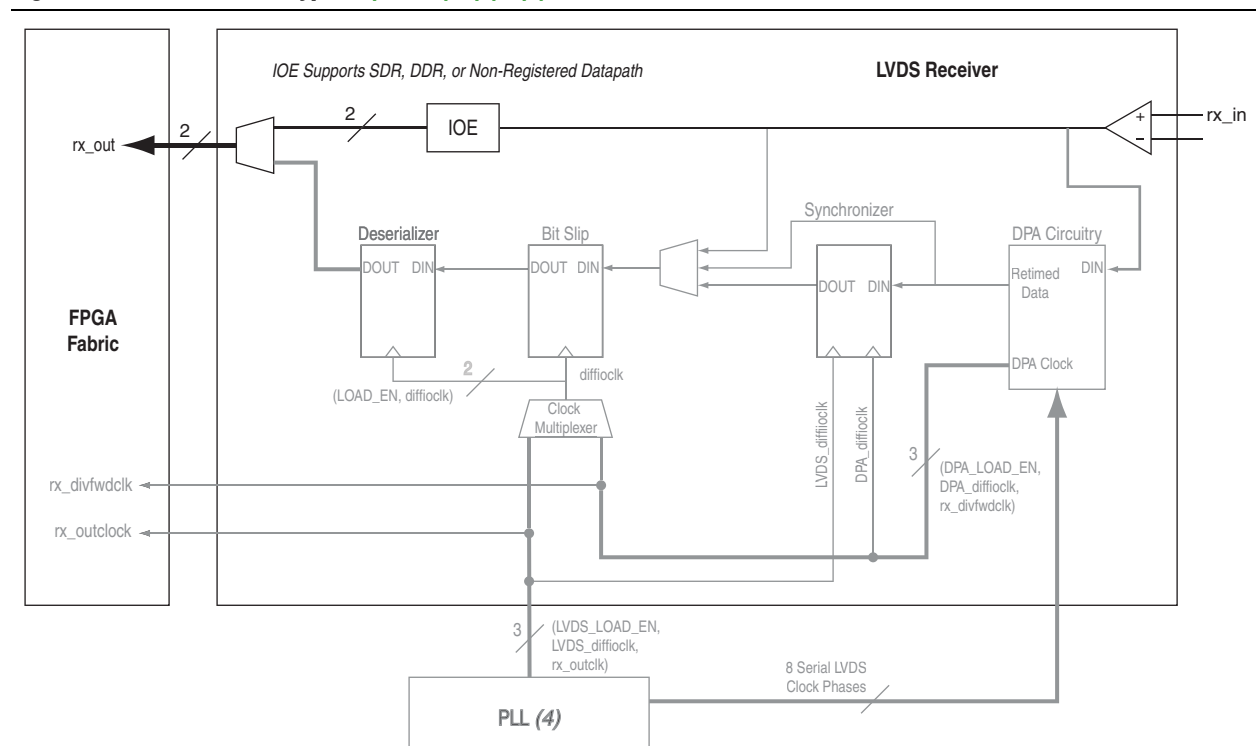 IOE Supports SDR, DDR, or Non-Registered Datapath
LVDS Receiver
rx_in
+
−
2
IOE
2
rx_out
Synchronizer
Deserializer
Bit Slip
DPA Circuitry
DOUT DIN
DOUT DIN
DOUT DIN
Retimed
Data
DIN
DPA Clock
FPGA
Fabric
2
(LOAD_EN, diffioclk)
diffioclk
Clock
Multiplexer
LVDS_diffiioclk
DPA_diffioclk
3
(DPA_LOAD_EN,
DPA_diffioclk,
rx_divfwdclk)
rx_divfwdclk
rx_outclock
3
(LVDS_LOAD_EN,
LVDS_diffioclk,
rx_outclk)
8 Serial LVDS
Clock Phases
PLL (4)